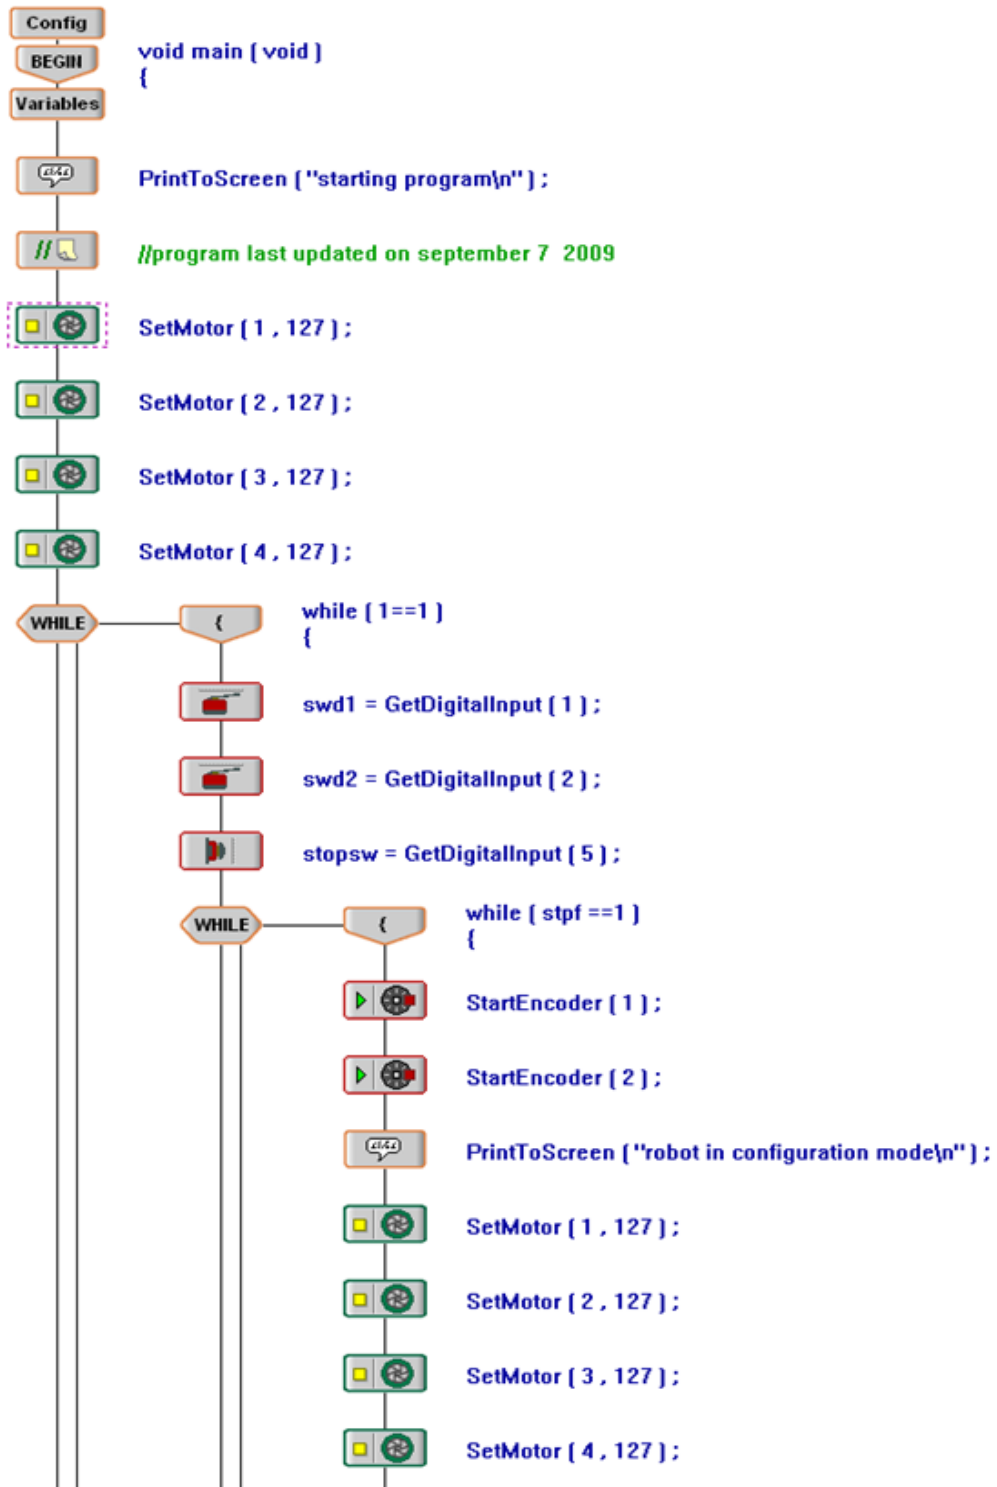 Config
BEGIN
void main ( void )
{
Variables
PrintToScreen ( "starting program\n" ) ;
// //program last updated on september 7  2009
SetMotor ( 1 , 127 ) ;
SetMotor ( 2 , 127 ) ;
SetMotor ( 3 , 127 ) ;
SetMotor ( 4 , 127 ) ;
WHILE { while ( 1==1 )
{
swd1 = GetDigitalInput ( 1 ) ;
swd2 = GetDigitalInput ( 2 ) ;
stopsw = GetDigitalInput ( 5 ) ;
WHILE { while ( stpf ==1 )
{
StartEncoder ( 1 ) ;
StartEncoder ( 2 ) ;
PrintToScreen ( "robot in configuration mode\n" ) ;
SetMotor ( 1 , 127 ) ;
SetMotor ( 2 , 127 ) ;
SetMotor ( 3 , 127 ) ;
SetMotor ( 4 , 127 ) ;